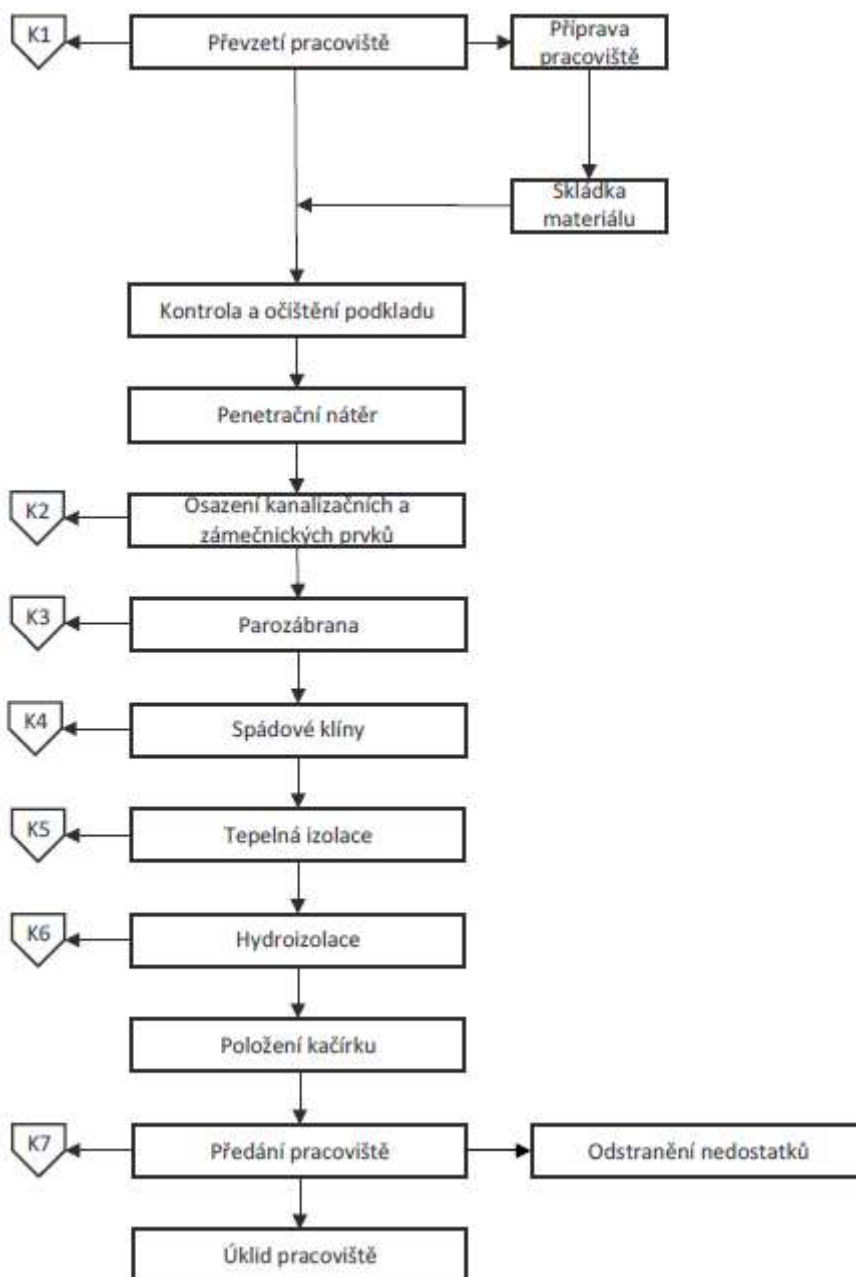 K1
Převzetí pracoviště
Příprava
pracoviště
Skládka
materiálu
Kontrola a očištění podkladu
Penetrační nátěr
K2
Osazení kanalizačních a
zámečnických prvků
K3
Parozábrana
K4
Spádové klíny
K5
Tepelná izolace
K6
Hydroizolace
Položení kačírku
K7
Předání pracoviště
Odstranění nedostatků
Úklid pracoviště